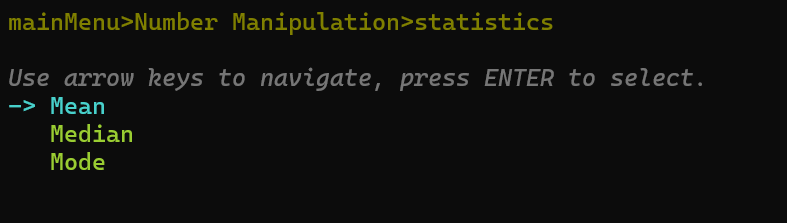 mainMenu>Number Manipulation>statistics
Use arrow keys to navigate, press ENTER to select.
-> Mean
Median
Mode